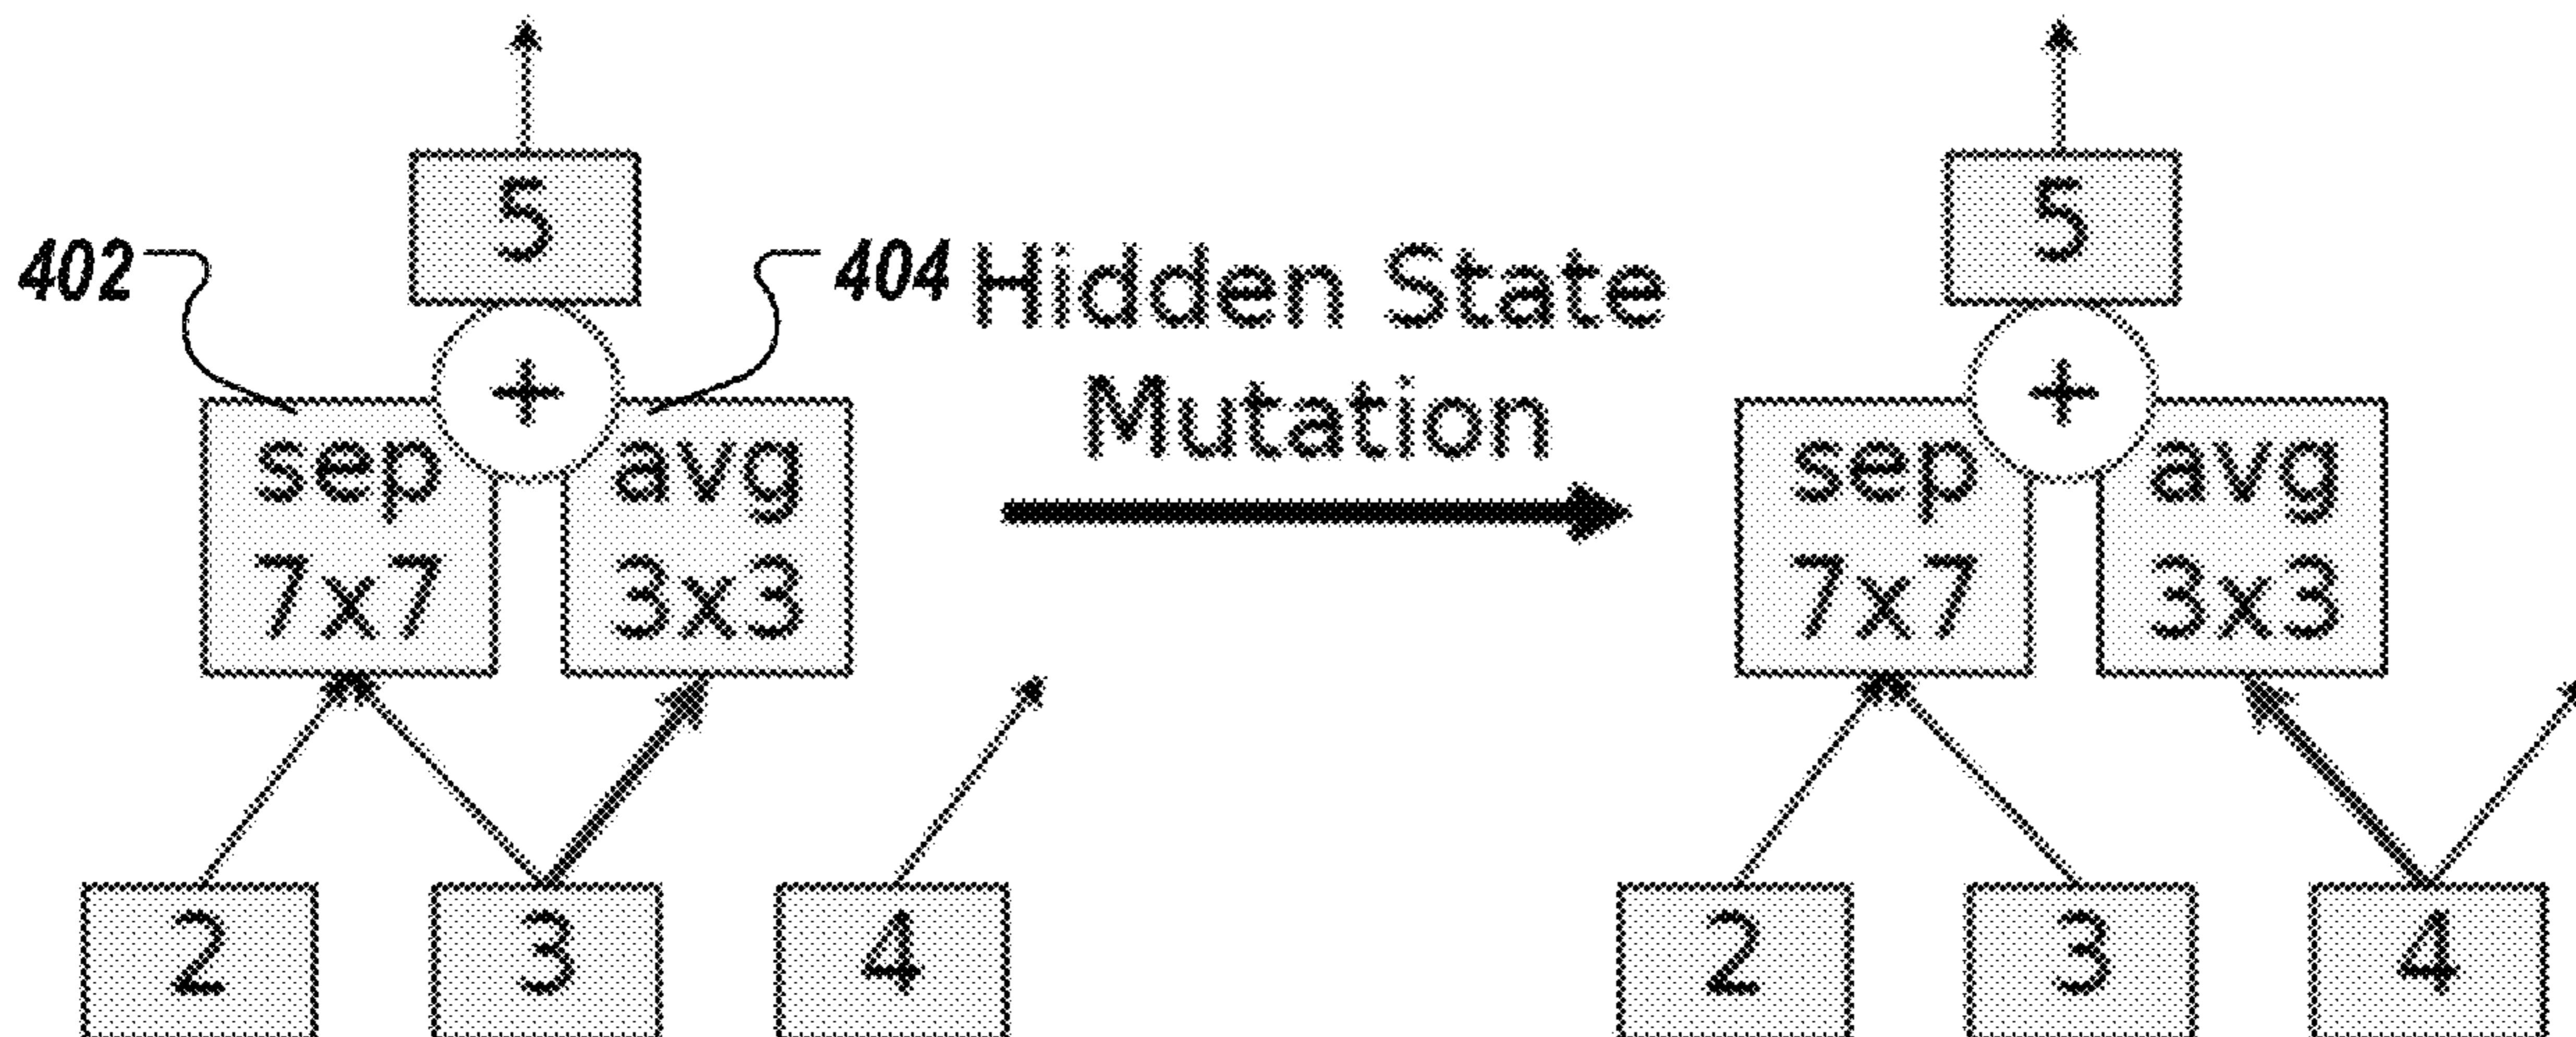 5
402
404
+
sep
7x7
avg
3x3
2
3
4
Hidden State
Mutation
5
+
sep
7x7
avg
3x3
2
3
4